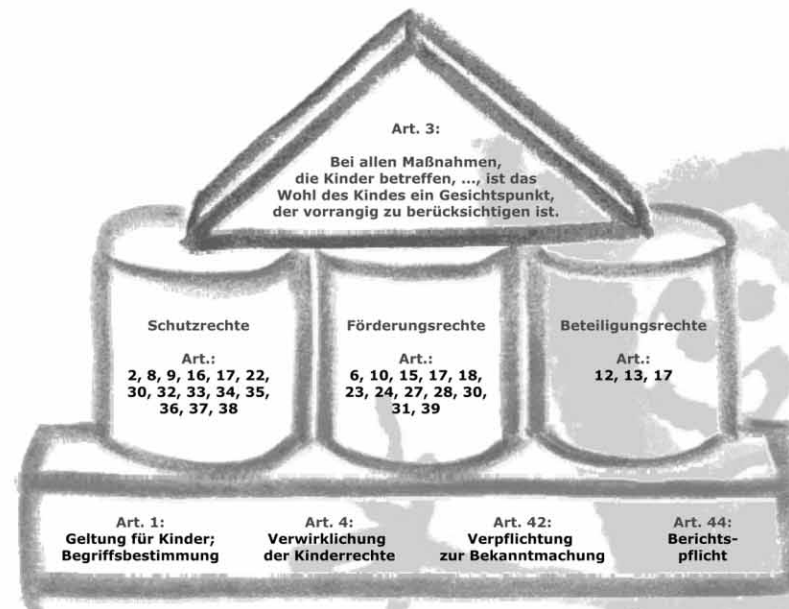 Art. 3:
Bei allen Maßnahmen,
die Kinder betreffen, ..., ist das
Wohl des Kindes ein Gesichtspunkt,
der vorrangig zu berücksichtigen ist.
Schutzrechte
Art.:
2, 8, 9, 16, 17, 22,
30, 32, 33, 34, 35,
36, 37, 38
Förderungsrechte
Art.:
6, 10, 15, 17, 18,
23, 24, 27, 28, 30,
31, 39
Beteiligungsrechte
Art.:
12, 13, 17
Art. 1:
Geltung für Kinder;
Begriffsbestimmung
Art. 4:
Verwirklichung
der Kinderrechte
Art. 42:
Verpflichtung
zur Bekanntmachung
Art. 44:
Berichts-
pflicht